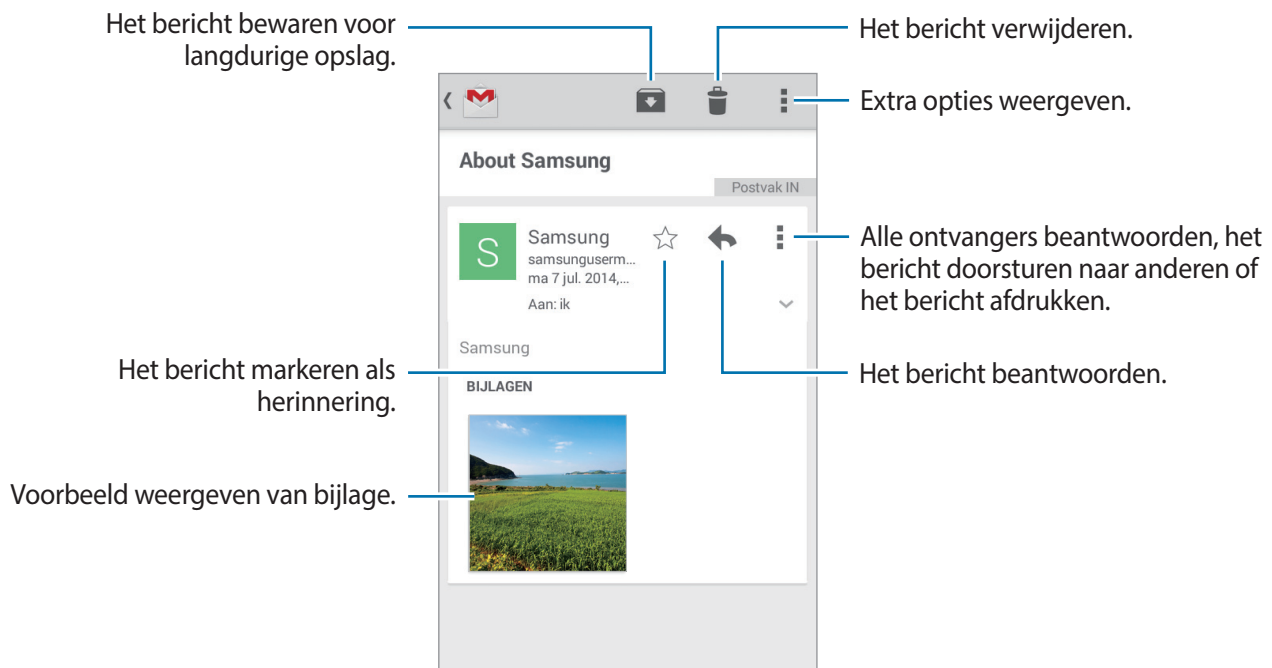 Het bericht bewaren voor
langdurige opslag.
Het bericht verwijderen.
Extra opties weergeven.
About Samsung
Postvak IN
S
Samsung
samsunguserm...
ma 7 jul. 2014,...
Aan: ik
Alle ontvangers beantwoorden, het
bericht doorsturen naar anderen of
het bericht afdrukken.
Samsung
Het bericht markeren als
herinnering.
Het bericht beantwoorden.
BIJLAGEN
Voorbeeld weergeven van bijlage.